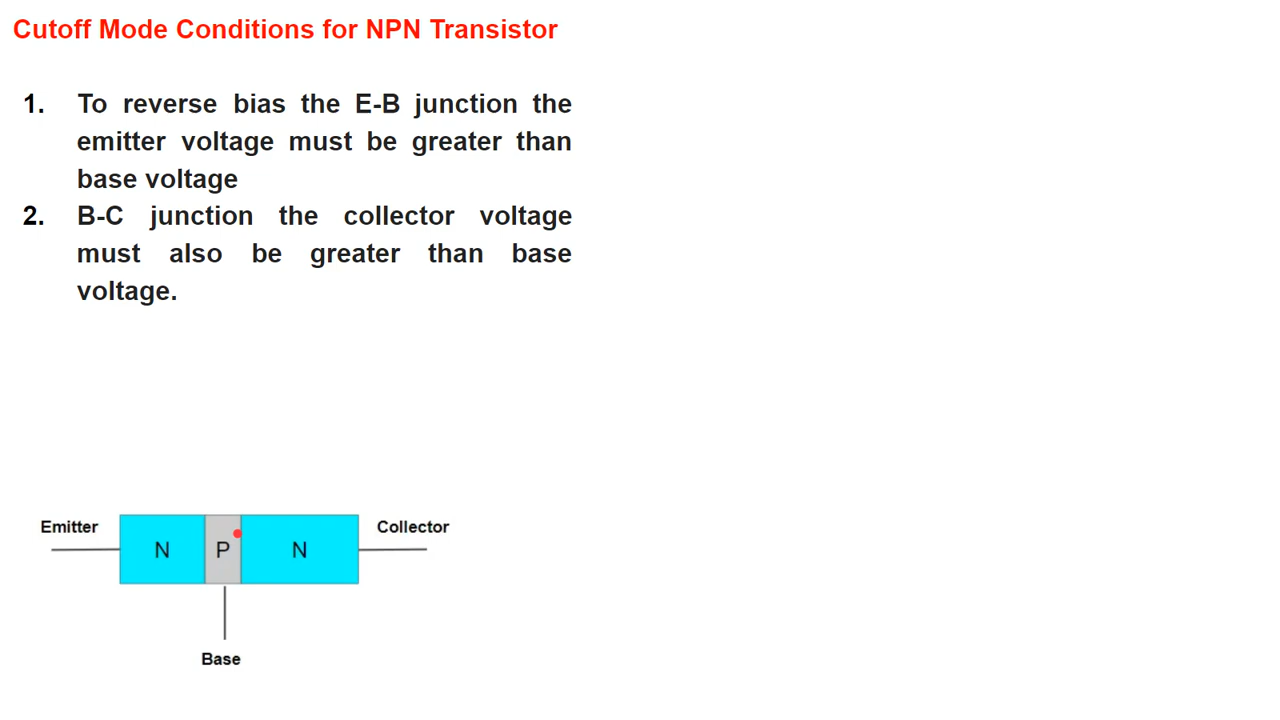 Cutoff Mode Conditions for NPN Transistor
1. To reverse bias the E-B junction the
emitter voltage must be greater than
base voltage
2. B-C junction the collector voltage
must also be greater than base
voltage.
Emitter
N
P
N
Collector
Base